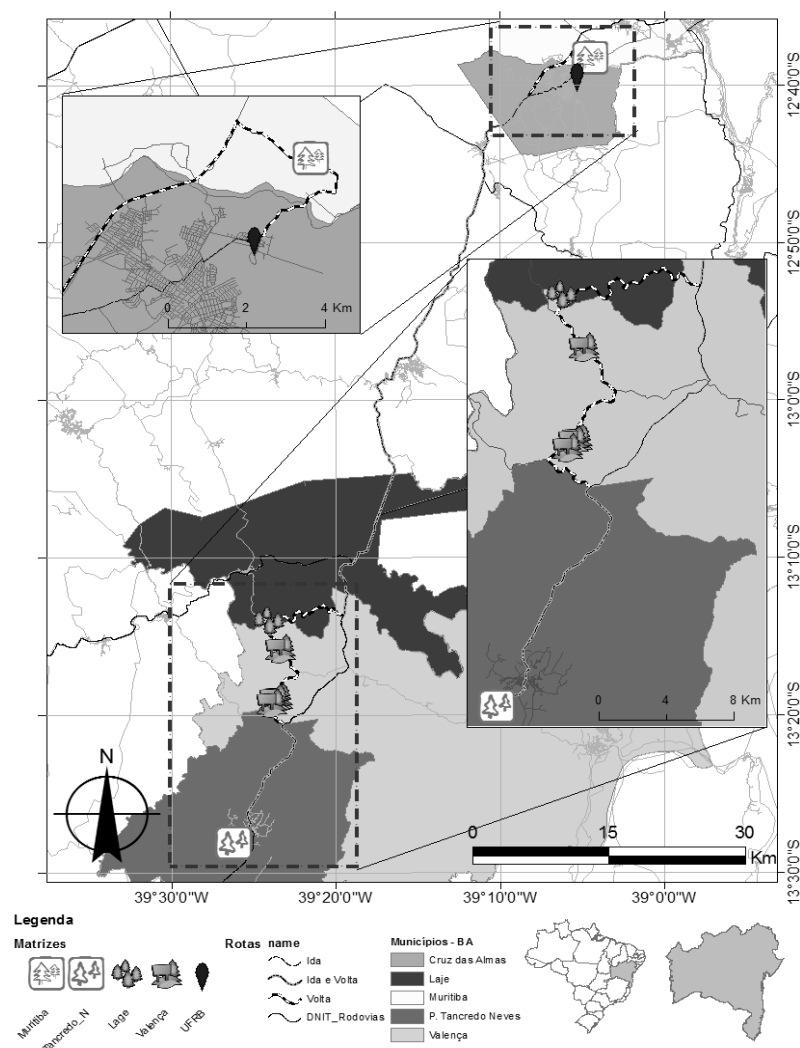 12°40'0"S
0 2 4 Km
12°50'0"S
13°0'0"S
13°10'0"S
0 4 8 Km
13°20'0"S
N
0 15 30 Km
13°30'0"S
39°30'0"W 39°20'0"W 39°10'0"W 39°0'0"W
Legenda
Matrizes
Muritiba
Tancredo_N
Lage
Valença
UFRB
Rotas name
Ida
Ida e Volta
Volta
DNIT_Rodovias
Municípios - BA
Cruz das Almas
Laje
Muritiba
P. Tancredo Neves
Valença